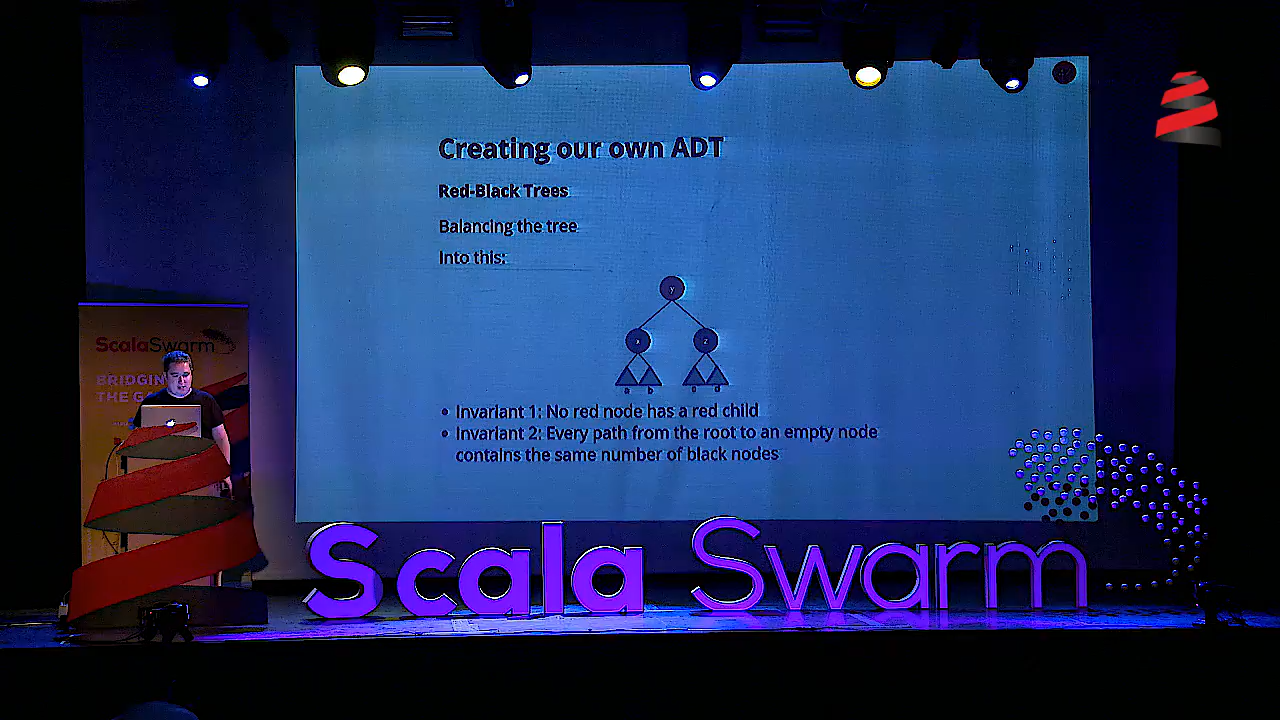 Creating our own ADT
Red-Black Trees
Balancing the tree
Into this:
y
x z
a b c d
Invariant 1: No red node has a red child
Invariant 2: Every path from the root to an empty node
contains the same number of black nodes
ScalaSwarm
BRIDGIN
THE GA
Scala Swarm